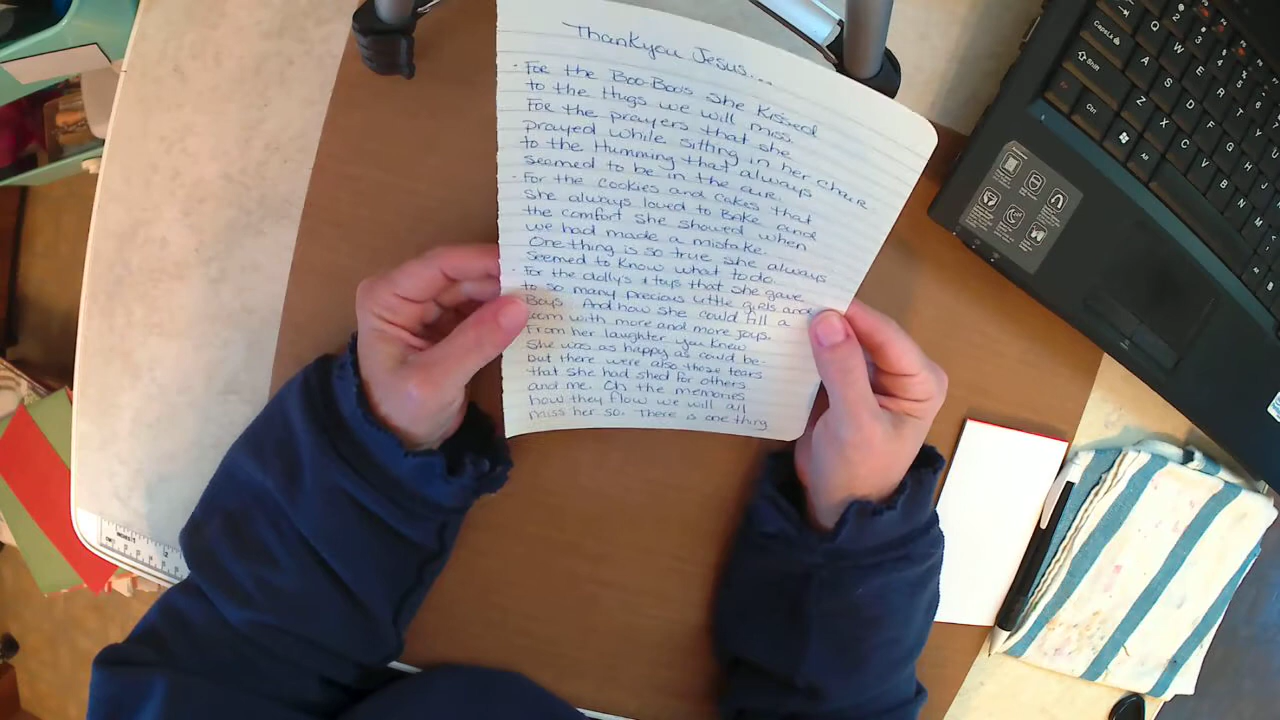 Thankyou Jesus....
· For the Boo-Boo's she Kissed
to the Hugs we will miss.
For the prayers that she
prayed while sitting in her chair
to the Humming that always
seemed to be in the air.
· For the cookies and cakes that
she always loved to Bake and
the comfort she showed when
we had made a mistake.
One thing is so true she always
seemed to know what to do.
· For the dolly's & toys that she gave
to so many precious little girls and
Boys. And how she could fill a
room with more and more joys.
From her laughter you knew
She was as happy as could be
but there were also those tears
that she had shed for others
and me. Oh the memories
how they flow we will all
miss her so. There is one thing
CapsLk
Shift
Ctrl
Q W E R
A S D F
Z X C V B N M